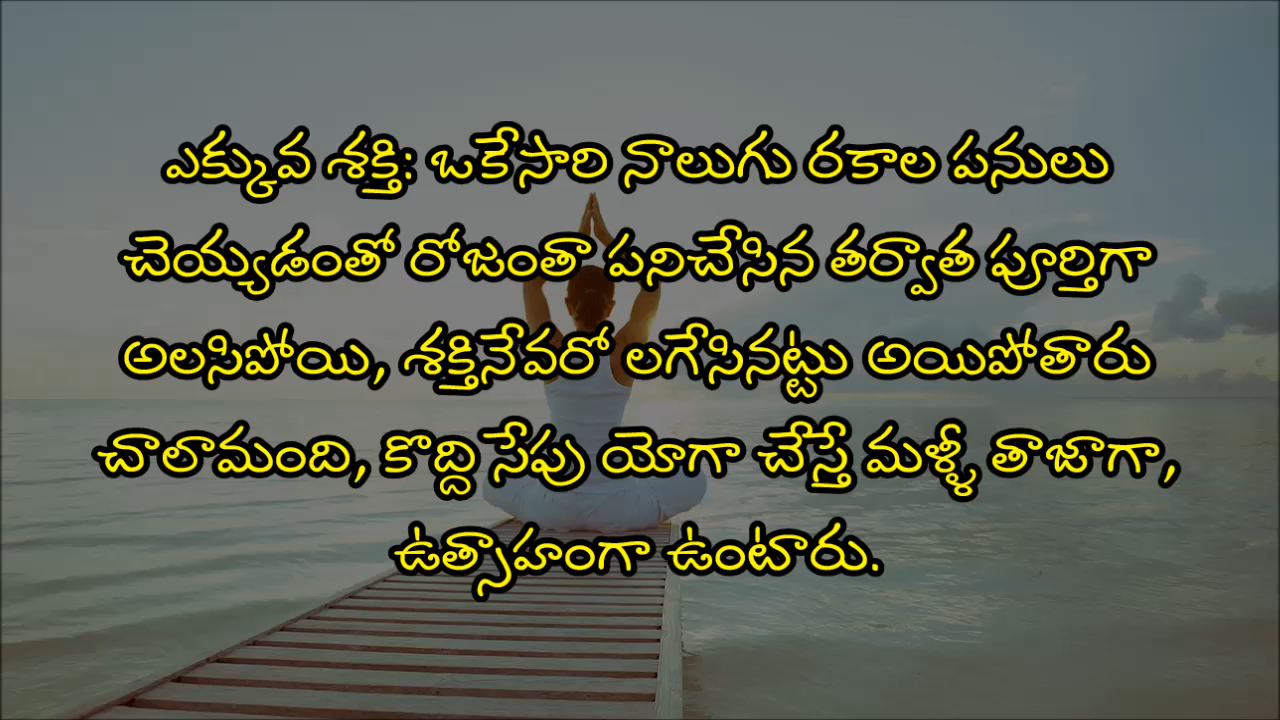 ఎక్కువ శక్తి: ఒకేసారి నాలుగు రకాల పనులు
చెయ్యడంతో రోజంతా పనిచేసిన తర్వాత పూర్తిగా
అలసిపోయి, శక్తినేవరో లగేసినట్టు అయిపోతారు
చాలామంది, కొద్ది సేపు యోగా చేస్తే మళ్ళీ తాజాగా,
ఉత్సాహంగా ఉంటారు.